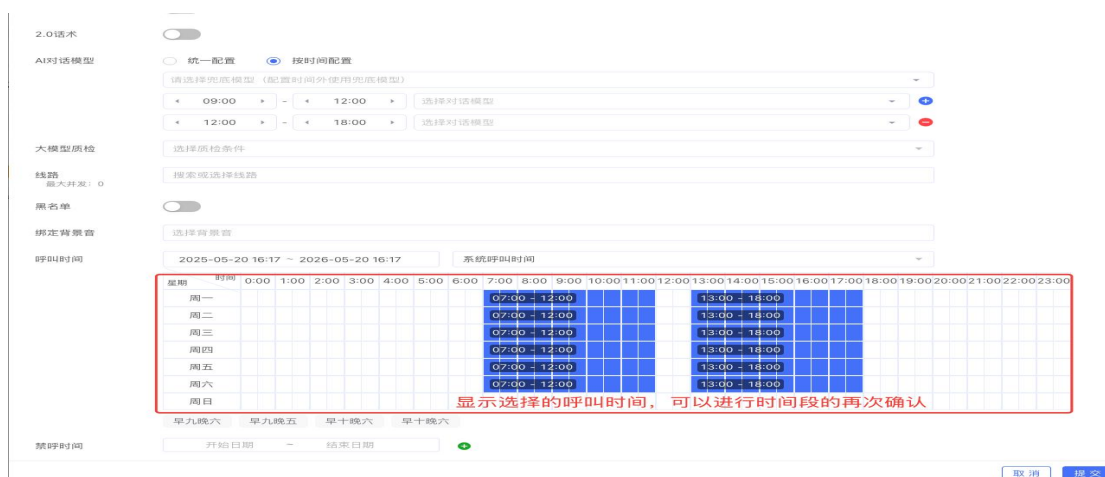 2.0话术
AI对话模型 统一配置 按时间配置
请选择兜底模型（配置时间外使用兜底模型）
09:00 - 12:00 选择对话模型
12:00 - 18:00 选择对话模型
大模型质检 选择质检条件
线路 搜索或选择线路
最大并发：0
黑名单
绑定背景音 选择背景音
呼叫时间 2025-05-20 16:17 ~ 2026-05-20 16:17 系统呼叫时间
星期 时间 0:00 1:00 2:00 3:00 4:00 5:00 6:00 7:00 8:00 9:00 10:00 11:00 12:00 13:00 14:00 15:00 16:00 17:00 18:00 19:00 20:00 21:00 22:00 23:00
周一 07:00 - 12:00 13:00 - 18:00
周二 07:00 - 12:00 13:00 - 18:00
周三 07:00 - 12:00 13:00 - 18:00
周四 07:00 - 12:00 13:00 - 18:00
周五 07:00 - 12:00 13:00 - 18:00
周六 07:00 - 12:00 13:00 - 18:00
周日 显示选择的呼叫时间，可以进行时间段的再次确认
早九晚六 早九晚五 早十晚六 早十晚六
禁呼时间 开始日期 ~ 结束日期
取消 提交